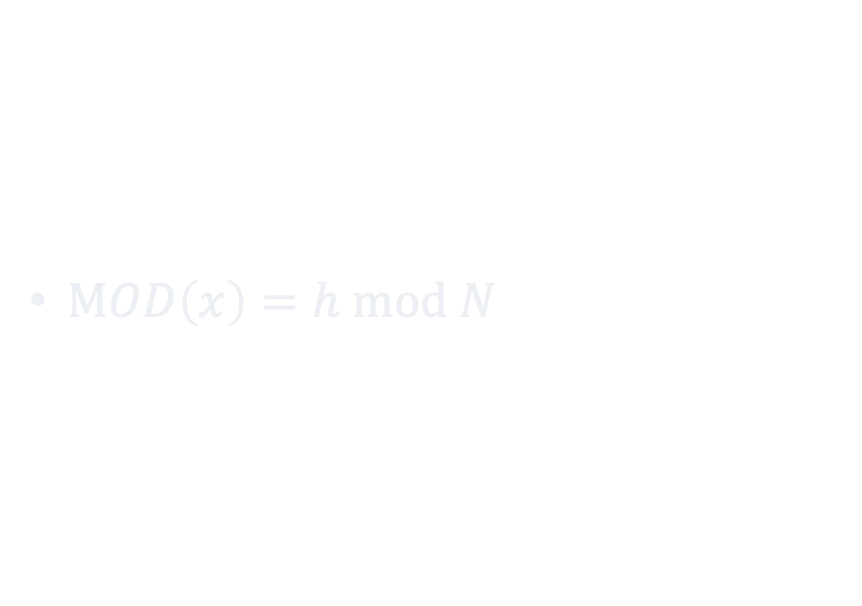 • MOD(x) = h mod N